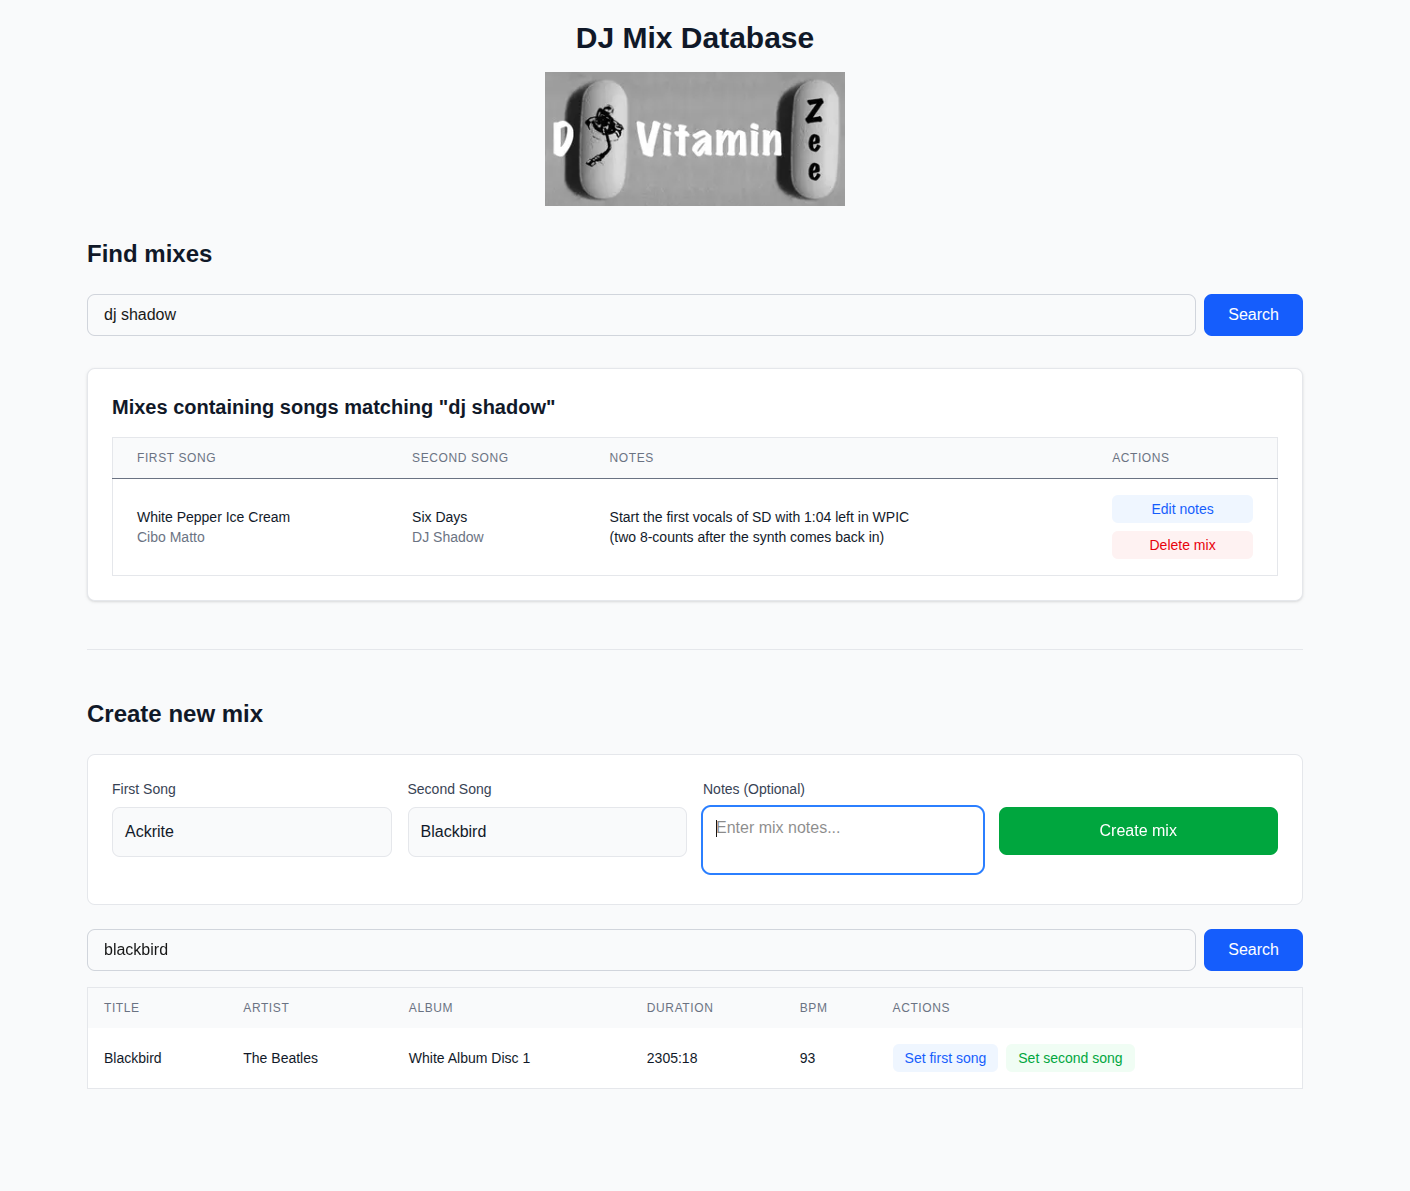 DJ Mix Database
D Vitamin Zee
Find mixes
dj shadow
Search
Mixes containing songs matching "dj shadow"
FIRST SONG SECOND SONG NOTES ACTIONS
White Pepper Ice Cream Six Days Start the first vocals of SD with 1:04 left in WPIC Edit notes
Cibo Matto DJ Shadow (two 8-counts after the synth comes back in) Delete mix
Create new mix
First Song Second Song Notes (Optional)
Ackrite Blackbird Enter mix notes... Create mix
blackbird Search
TITLE ARTIST ALBUM DURATION BPM ACTIONS
Blackbird The Beatles White Album Disc 1 2305:18 93 Set first song Set second song